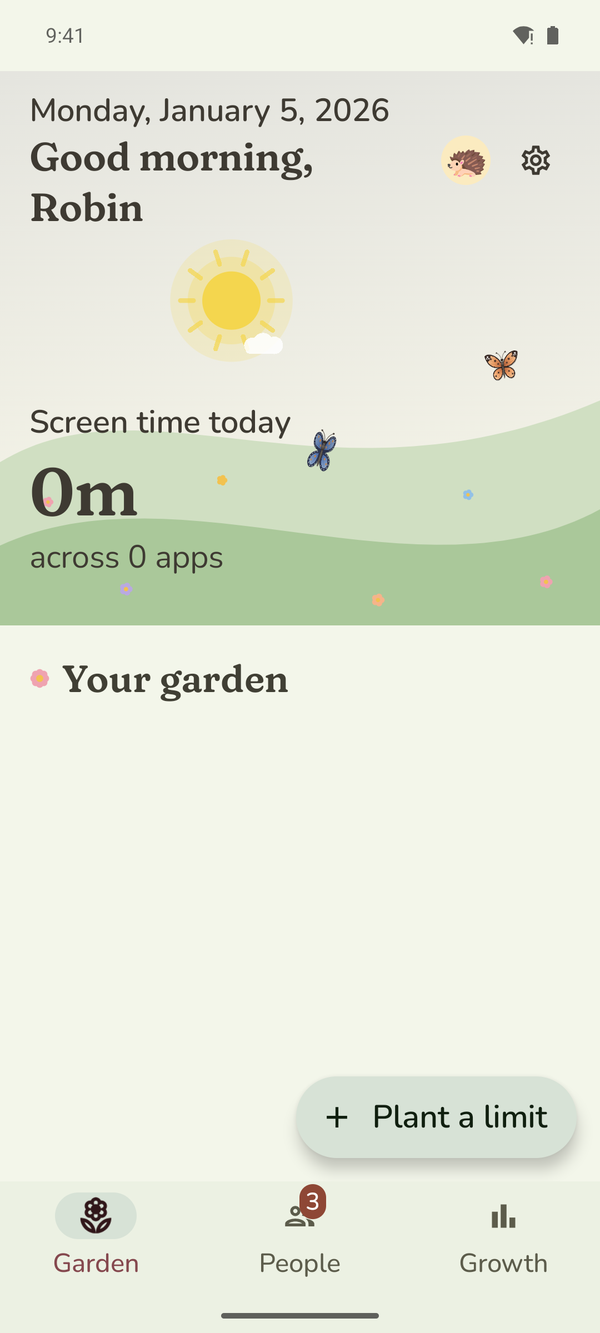 9:41
Monday, January 5, 2026
Good morning,
Robin
Screen time today
0m
across 0 apps
Your garden
+ Plant a limit
3
Garden
People
Growth